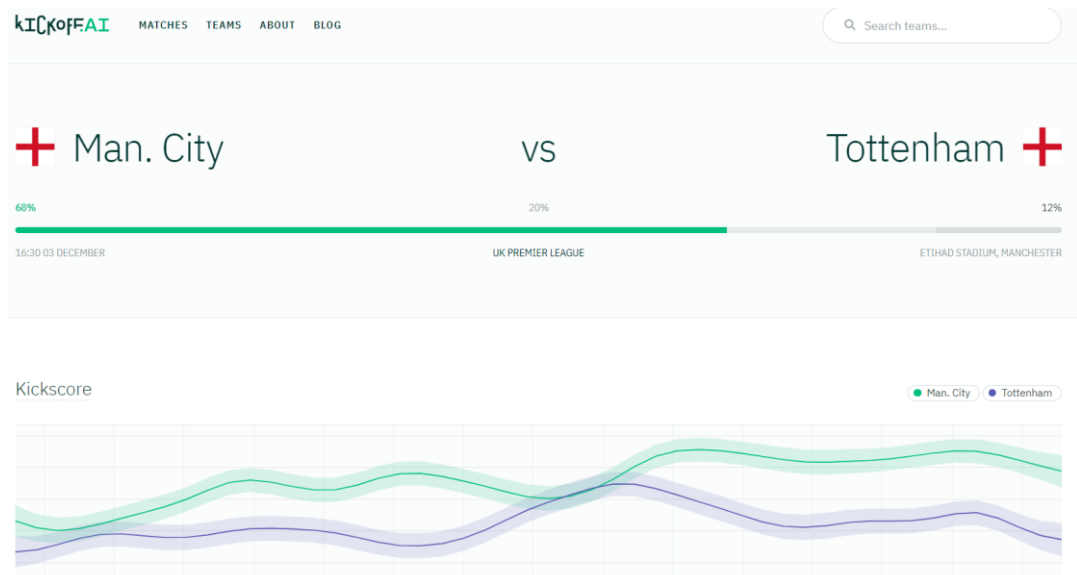 kICKOFF.AI MATCHES TEAMS ABOUT BLOG Search teams...
Man. City vs Tottenham
68% 20% 12%
16:30 03 DECEMBER UK PREMIER LEAGUE ETIHAD STADIUM, MANCHESTER
Kickscore Man. City Tottenham